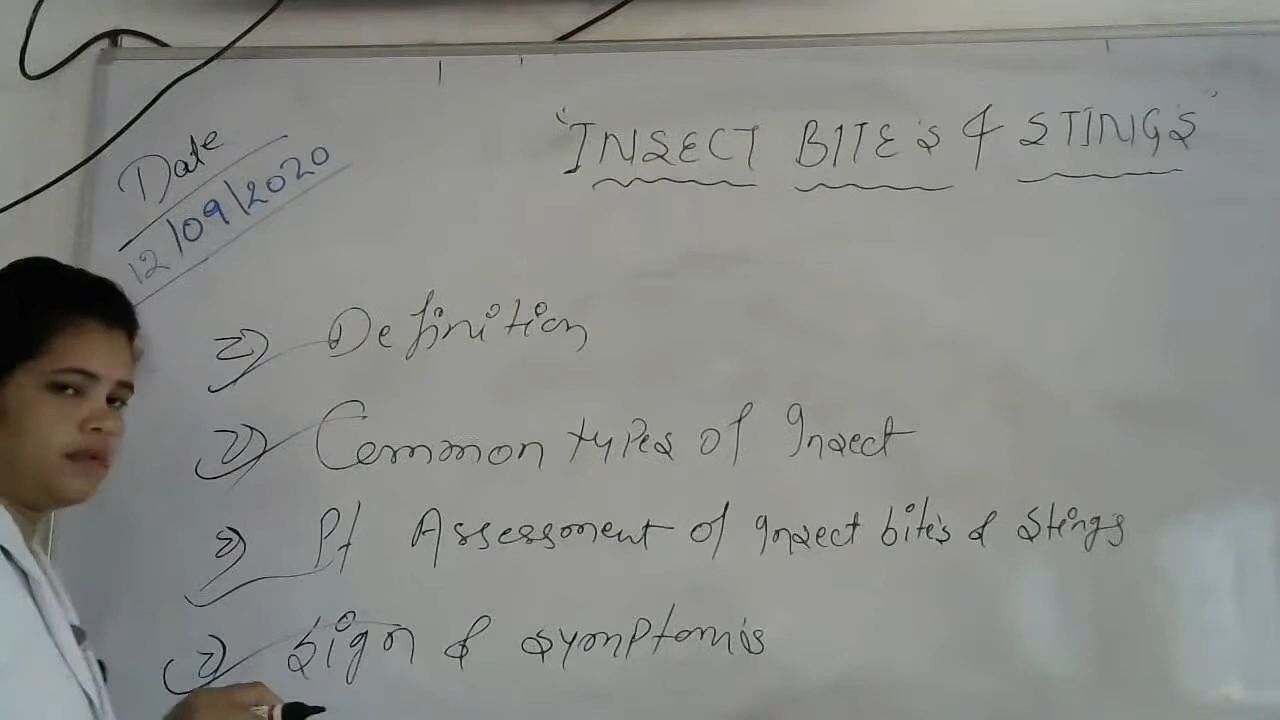 "INSECT BITE's & STINGS"
Date
12/09/2020
Definition
Common types of Insect
Pt Assessment of Insect bite's & Stings
Sign & symptomis